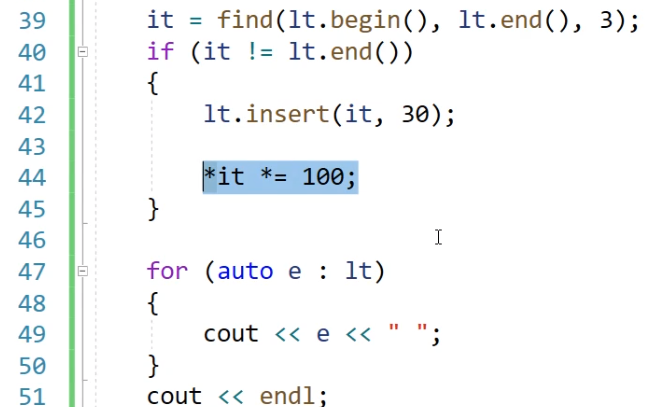 39 it = find(lt.begin(), lt.end(), 3);
40 if (it != lt.end())
41 {
42 lt.insert(it, 30);
43
44 *it *= 100;
45 }
46
47 for (auto e : lt)
48 {
49 cout << e << " ";
50 }
51 cout << endl;